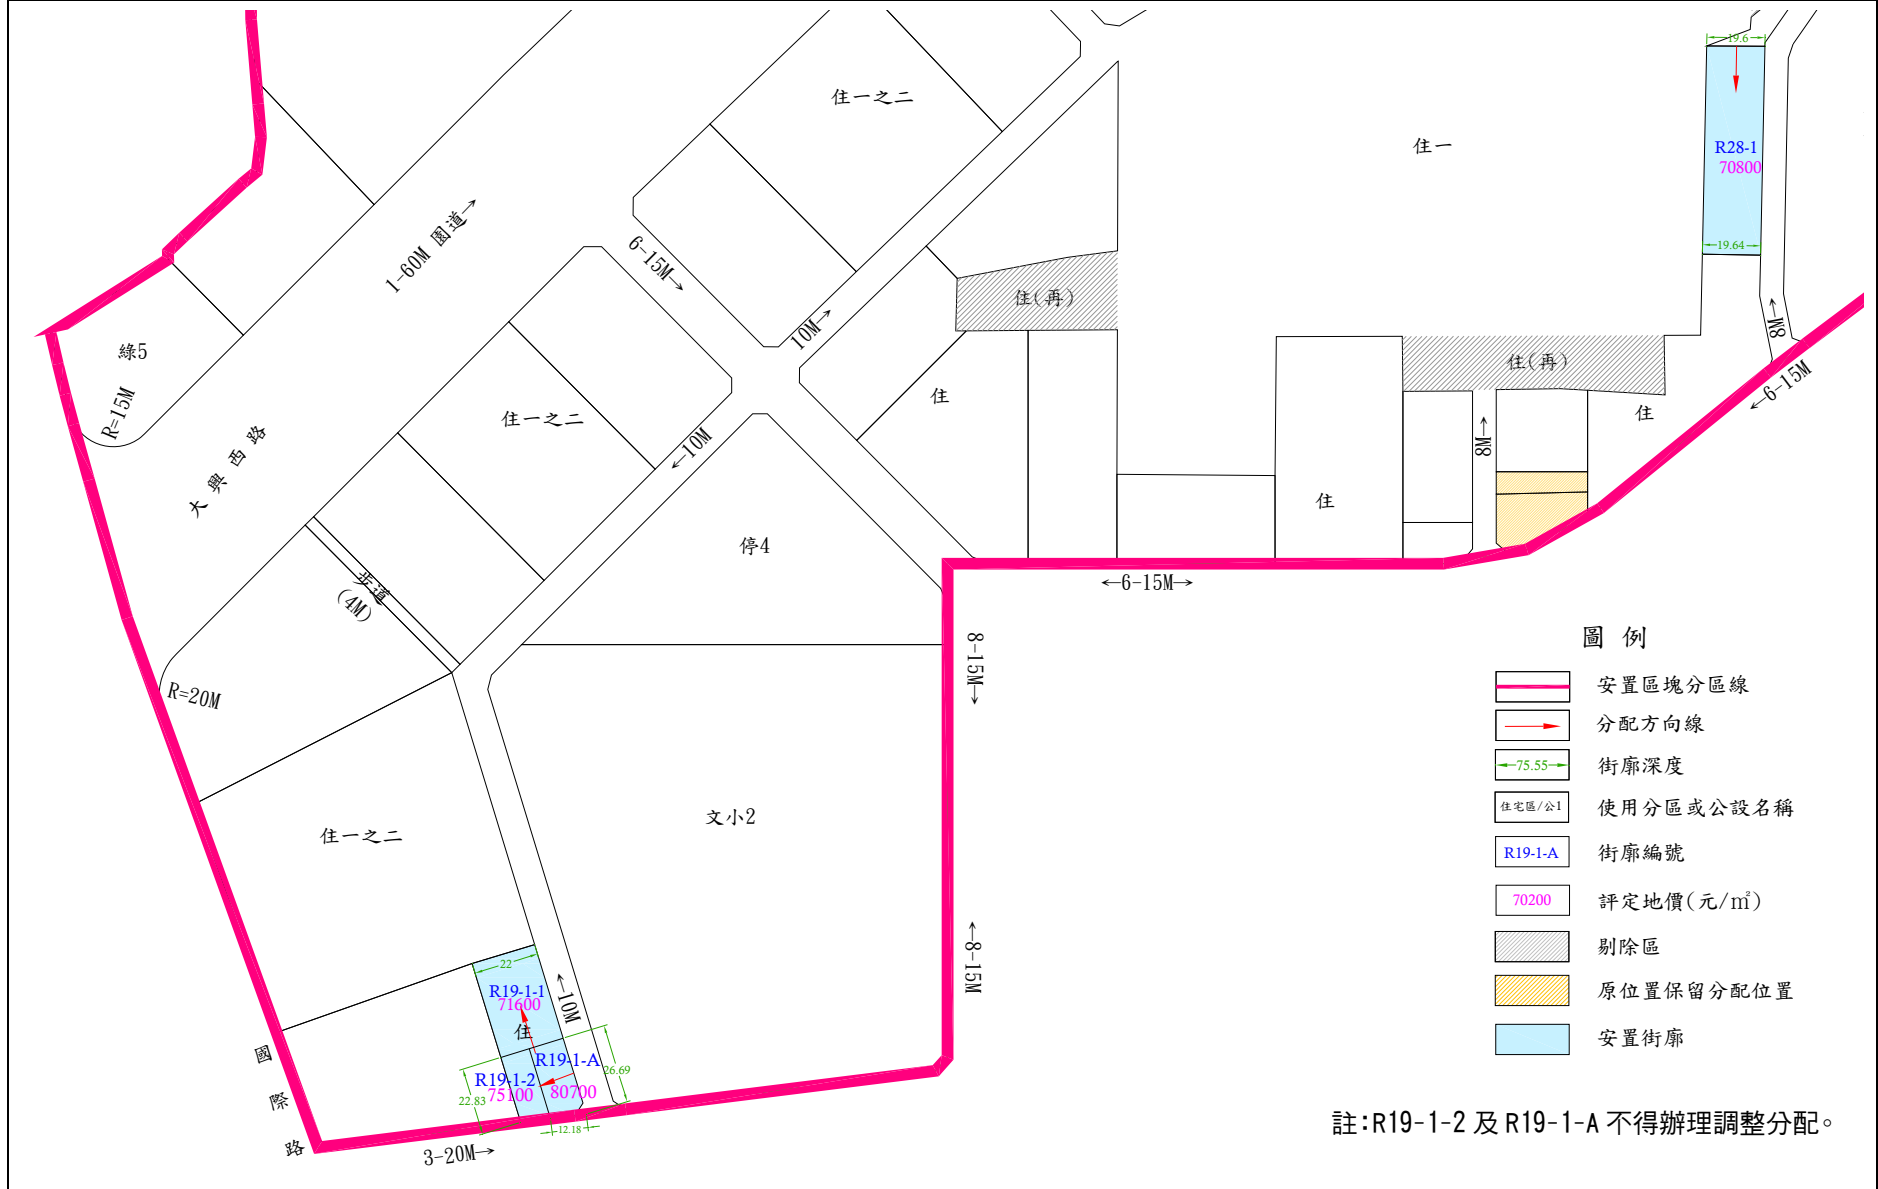 住一之二
19.6
住一
R28-1
70800
19.64
1-60M 園道→
6-15M→
10M→
住(再)
←8M
綠5
R=15M
住(再)
←6-15M
住
住
住一之二
←10M
大興西路
←8M
住
停4
步道
(4M)
←6-15M→
8-15M→
R=20M
文小2
住一之二
←8-15M
22
R19-1-1
71600
住
←10M
R19-1-A
80700
26.69
R19-1-2
75100
22.83
12.18
國際路
3-20M→
圖 例
安置區塊分區線
分配方向線
75.55
街廓深度
住宅區/公1
使用分區或公設名稱
R19-1-A
街廓編號
70200
評定地價(元/㎡)
剔除區
原位置保留分配位置
安置街廓
註:R19-1-2 及 R19-1-A 不得辦理調整分配。